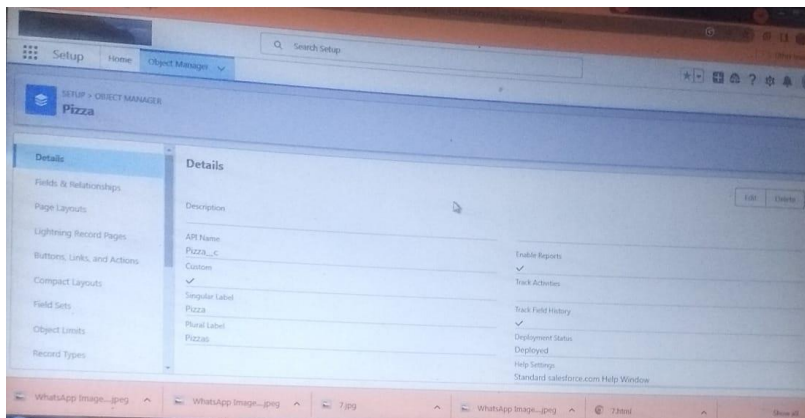 Search Setup
Setup
Home
Object Manager
SETUP > OBJECT MANAGER
Pizza
Details
Fields & Relationships
Page Layouts
Lightning Record Pages
Buttons, Links, and Actions
Compact Layouts
Field Sets
Object Limits
Record Types
Details
Edit
Delete
Description
API Name
Pizza__c
Custom
✓
Singular Label
Pizza
Plural Label
Pizzas
Enable Reports
✓
Track Activities
Track Field History
✓
Deployment Status
Deployed
Help Settings
Standard salesforce.com Help Window
WhatsApp Image....jpeg
WhatsApp Image....jpeg
7.jpg
WhatsApp Image....jpeg
7.html
Show all